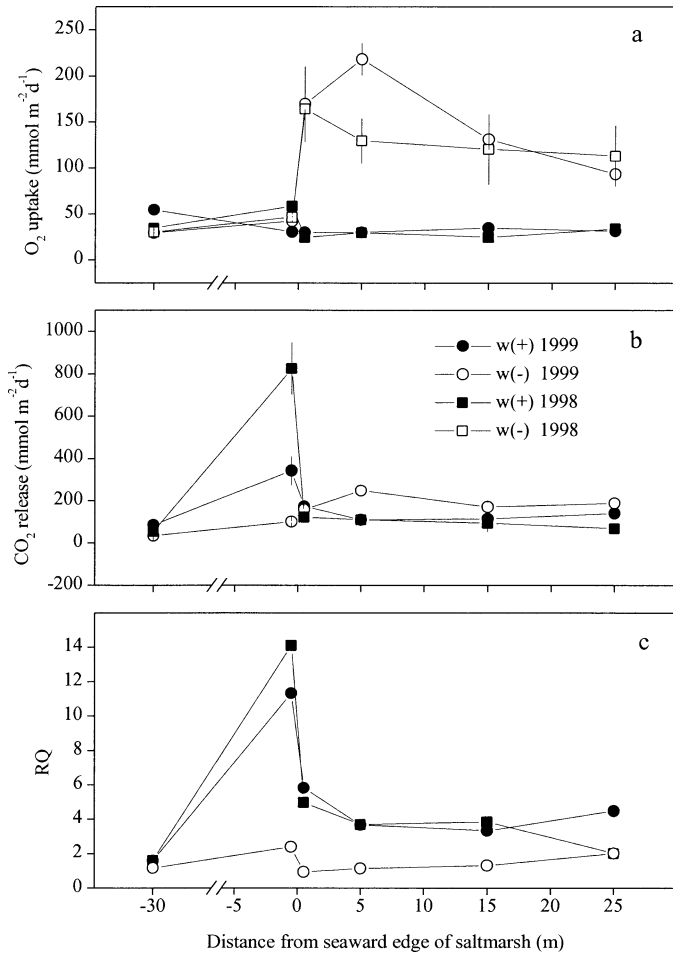 a
250
200
150
100
50
0
O₂ uptake (mmol m⁻²d⁻¹)
b
1000
800
600
400
200
0
-200
CO₂ release (mmol m⁻²d⁻¹)
w(+) 1999
w(-) 1999
w(+) 1998
w(-) 1998
c
14
12
10
8
6
4
2
0
RQ
-30 -5 0 5 10 15 20 25
Distance from seaward edge of saltmarsh (m)